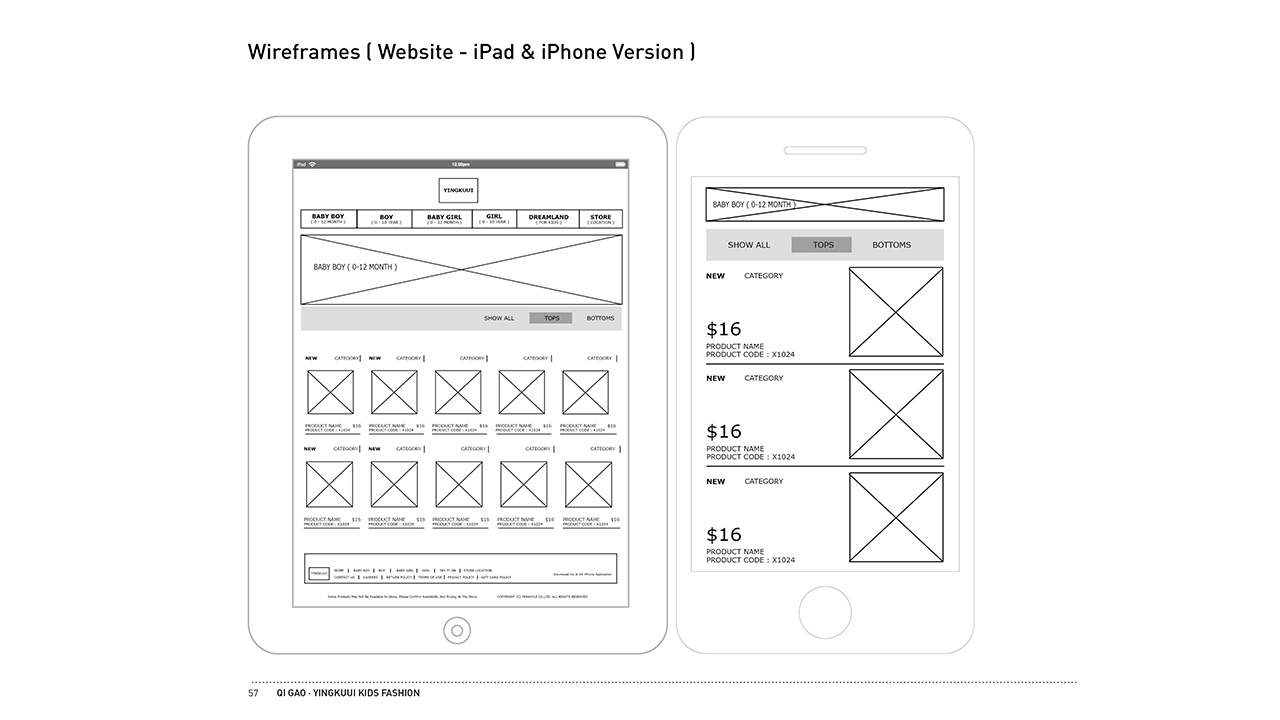 Wireframes ( Website - iPad & iPhone Version )
iPad 12.00pm
YINGKUUI
BABY BOY BOY BABY GIRL GIRL DREAMLAND STORE
( 0 - 12 MONTH ) ( 0 - 10 YEAR ) ( 0 - 12 MONTH ) ( 0 - 10 YEAR ) ( FOR KIDS ) ( LOCATION )
BABY BOY ( 0-12 MONTH )
SHOW ALL TOPS BOTTOMS
NEW CATEGORY NEW CATEGORY CATEGORY CATEGORY CATEGORY
PRODUCT NAME $16 PRODUCT NAME $16 PRODUCT NAME $16 PRODUCT NAME $16 PRODUCT NAME $16
PRODUCT CODE : X1024 PRODUCT CODE : X1024 PRODUCT CODE : X1024 PRODUCT CODE : X1024 PRODUCT CODE : X1024
NEW CATEGORY NEW CATEGORY CATEGORY CATEGORY CATEGORY
PRODUCT NAME $16 PRODUCT NAME $16 PRODUCT NAME $16 PRODUCT NAME $16 PRODUCT NAME $16
PRODUCT CODE : X1024 PRODUCT CODE : X1024 PRODUCT CODE : X1024 PRODUCT CODE : X1024 PRODUCT CODE : X1024
YINGKUUI
HOME | BABY BOY | BOY | BABY GIRL | GIRL | TRY IT ON | STORE LOCATION
CONTACT US | CAREERS | RETURN POLICY | TERMS OF USE | PRIVACY POLICY | GIFT CARD POLICY
iPhone Application
Some Products May Not Be Available In Store. Please Confirm Availability And Pricing At The Store. COPYRIGHT (C) YINGKUUI CO.,LTD. ALL RIGHTS RESERVED
BABY BOY ( 0-12 MONTH )
SHOW ALL TOPS BOTTOMS
NEW CATEGORY
$16
PRODUCT NAME
PRODUCT CODE : X1024
NEW CATEGORY
$16
PRODUCT NAME
PRODUCT CODE : X1024
NEW CATEGORY
$16
PRODUCT NAME
PRODUCT CODE : X1024
57 QI GAO · YINGKUUI KIDS FASHION